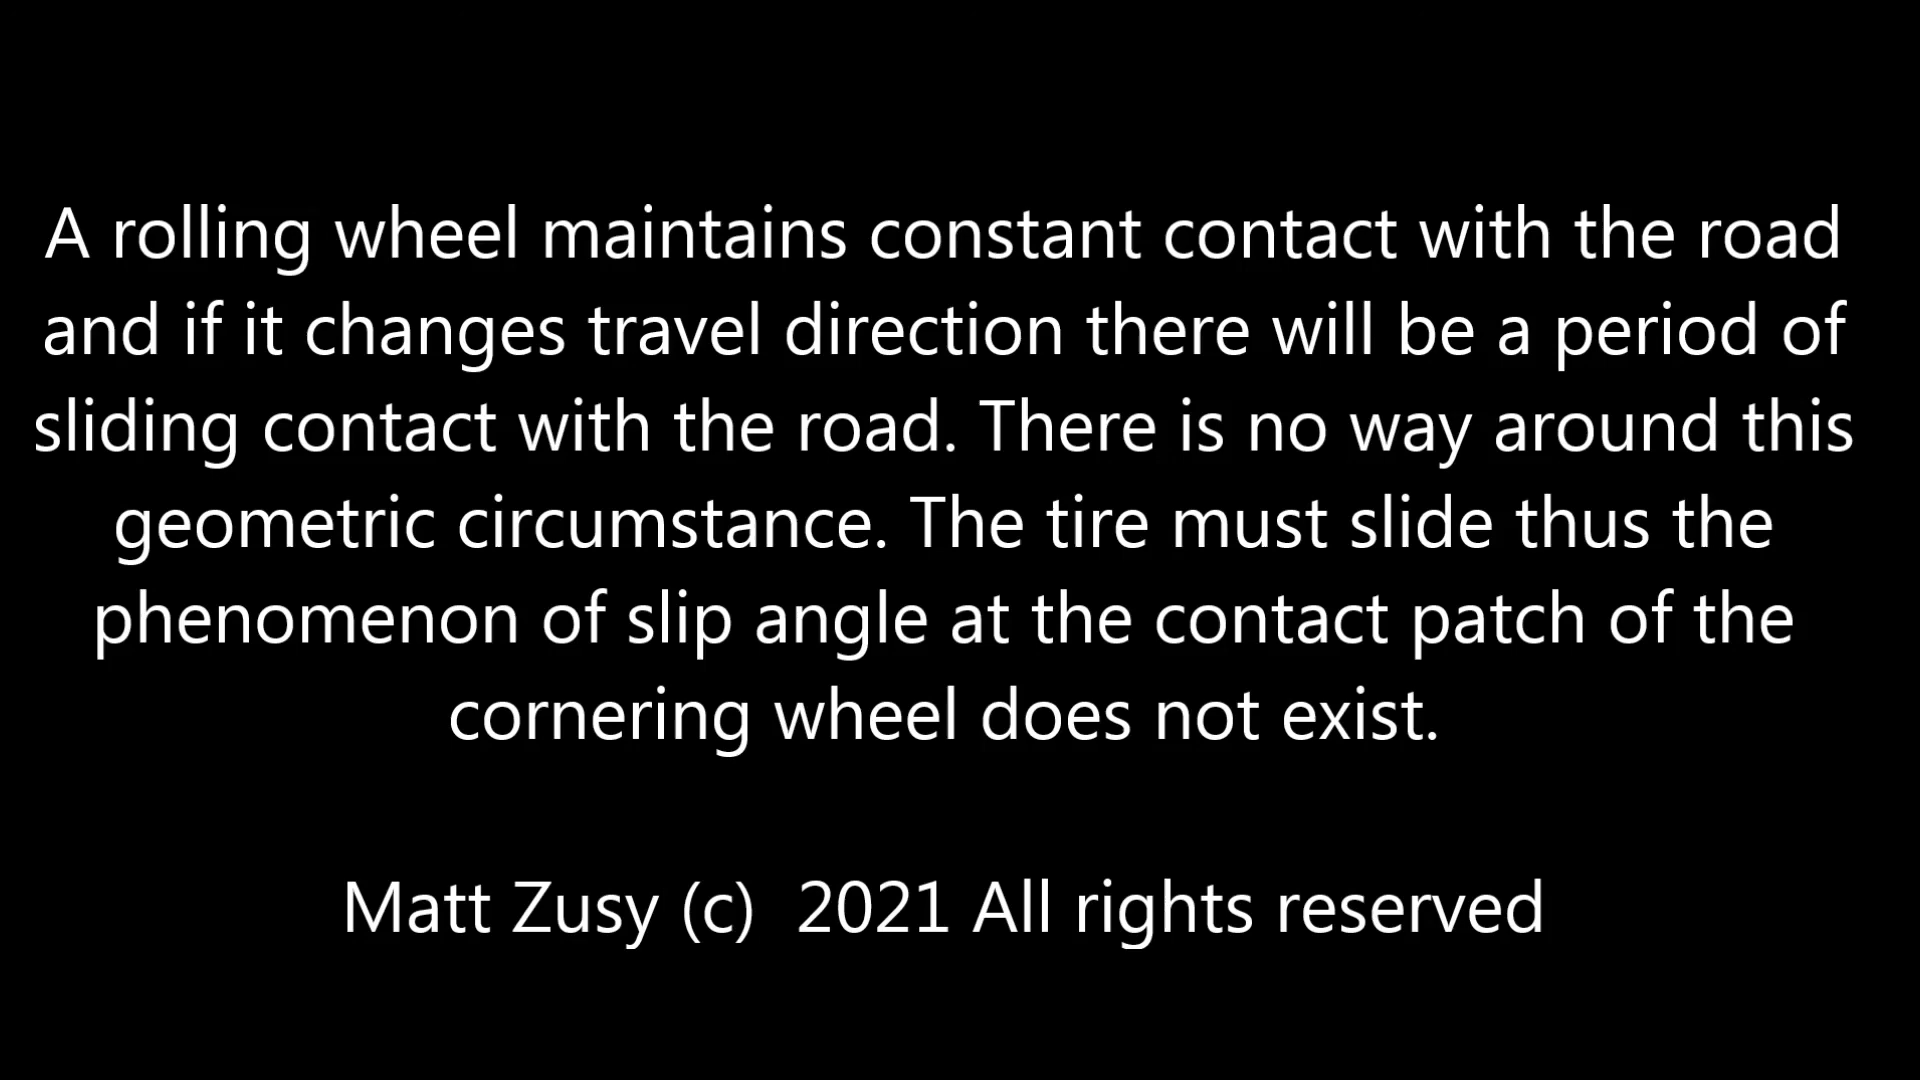 A rolling wheel maintains constant contact with the road
and if it changes travel direction there will be a period of
sliding contact with the road. There is no way around this
geometric circumstance. The tire must slide thus the
phenomenon of slip angle at the contact patch of the
cornering wheel does not exist.
Matt Zusy (c)  2021 All rights reserved